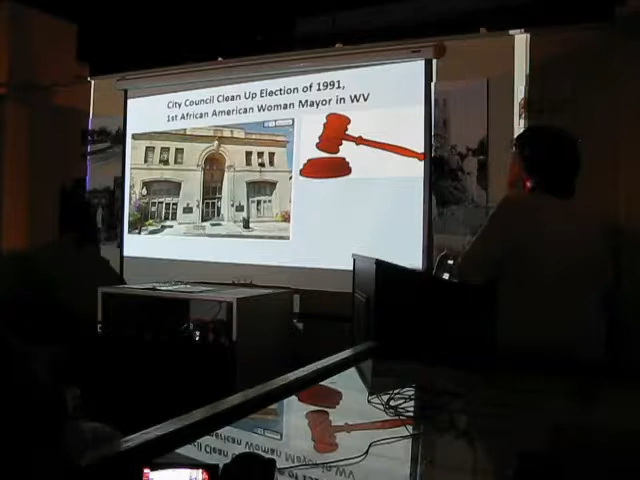 City Council Clean Up Election of 1991,
1st African American Woman Mayor in WV